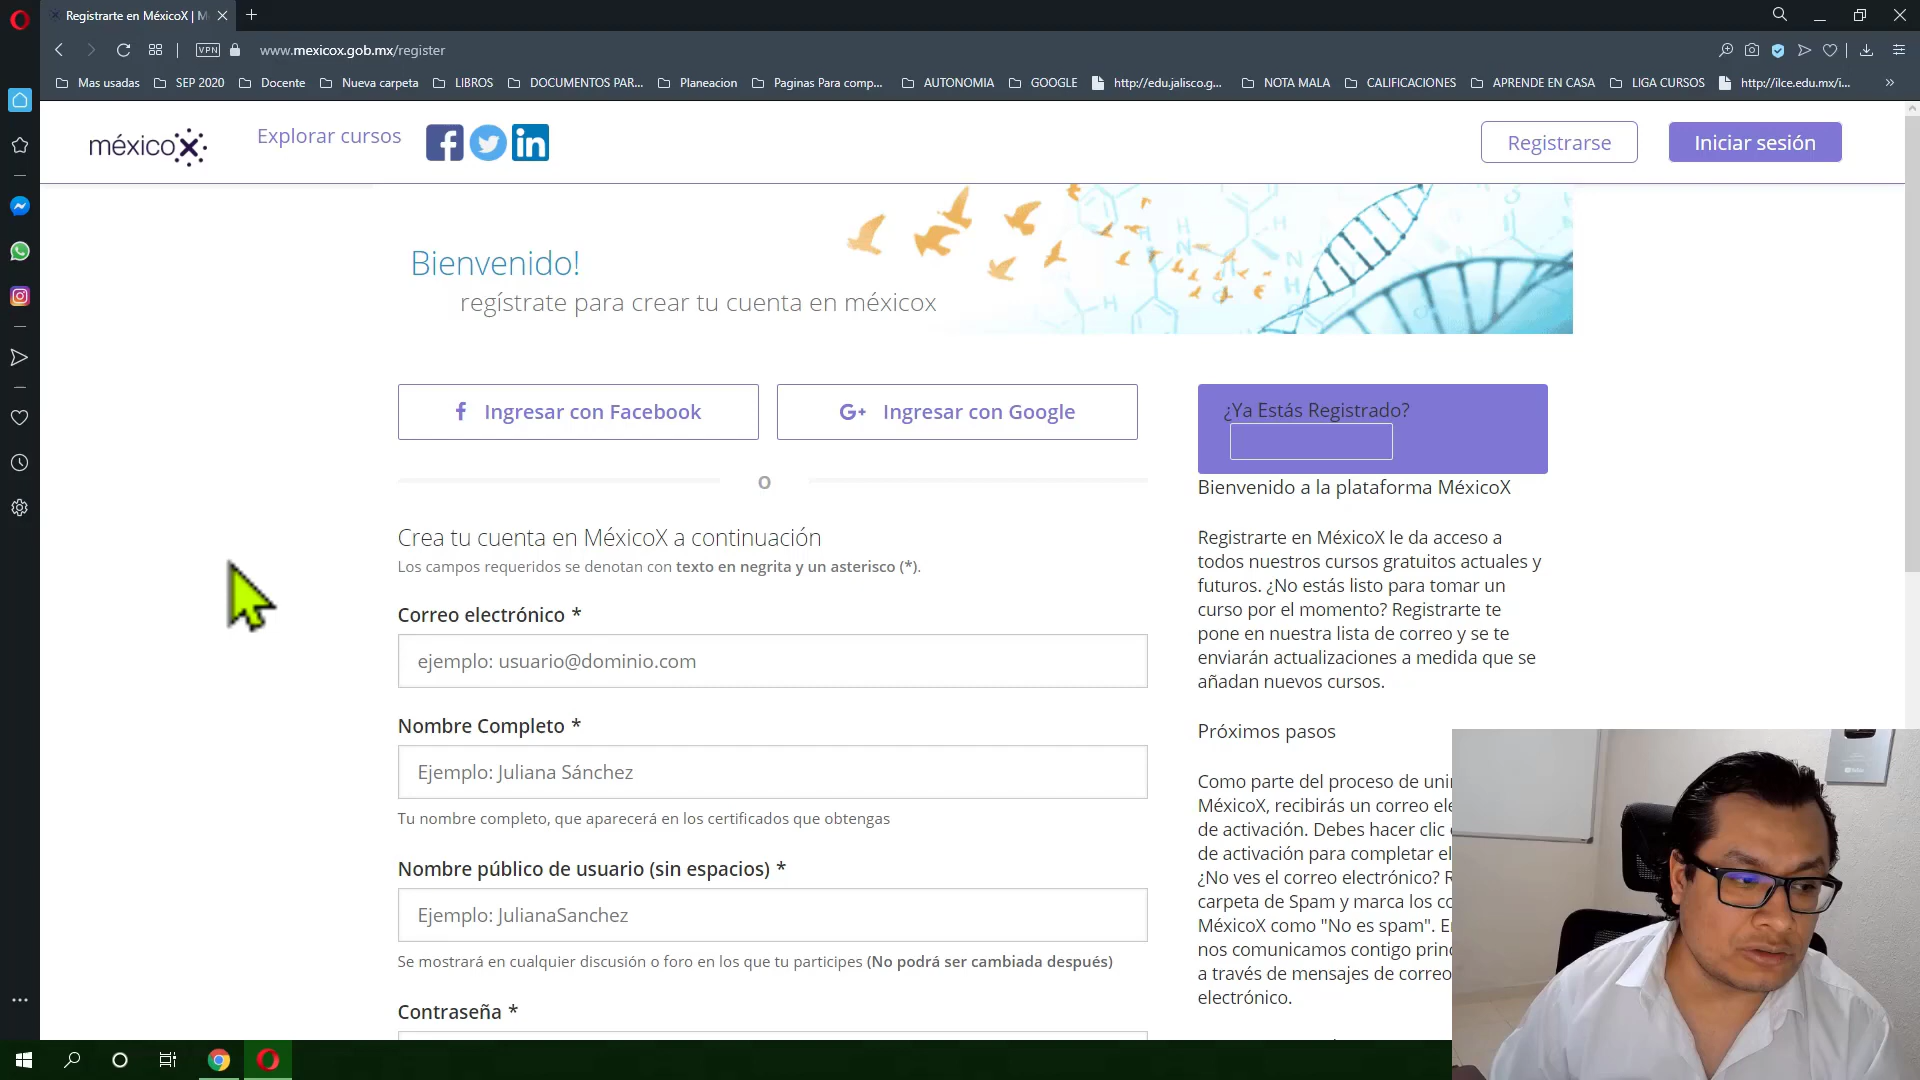 Registrarte en MéxicoX | M
VPN
www.mexicox.gob.mx/register
Mas usadas
SEP 2020
Docente
Nueva carpeta
LIBROS
DOCUMENTOS PAR...
Planeacion
Paginas Para comp...
AUTONOMIA
GOOGLE
http://edu.jalisco.g...
NOTA MALA
CALIFICACIONES
APRENDE EN CASA
LIGA CURSOS
http://ilce.edu.mx/i...
méxicoX
Explorar cursos
Registrarse
Iniciar sesión
Bienvenido!
regístrate para crear tu cuenta en méxicox
Ingresar con Facebook
G+ Ingresar con Google
o
Crea tu cuenta en MéxicoX a continuación
Los campos requeridos se denotan con texto en negrita y un asterisco (*).
Correo electrónico *
ejemplo: usuario@dominio.com
Nombre Completo *
Ejemplo: Juliana Sánchez
Tu nombre completo, que aparecerá en los certificados que obtengas
Nombre público de usuario (sin espacios) *
Ejemplo: JulianaSanchez
Se mostrará en cualquier discusión o foro en los que tu participes (No podrá ser cambiada después)
Contraseña *
¿Ya Estás Registrado?
Bienvenido a la plataforma MéxicoX
Registrarte en MéxicoX le da acceso a
todos nuestros cursos gratuitos actuales y
futuros. ¿No estás listo para tomar un
curso por el momento? Registrarte te
pone en nuestra lista de correo y se te
enviarán actualizaciones a medida que se
añadan nuevos cursos.
Próximos pasos
Como parte del proceso de
MéxicoX, recibirás un correo
de activación. Debes hacer clic
de activación para completar
¿No ves el correo electrónico?
carpeta de Spam y marca los
MéxicoX como "No es spam".
nos comunicamos contigo
a través de mensajes de correo
electrónico.